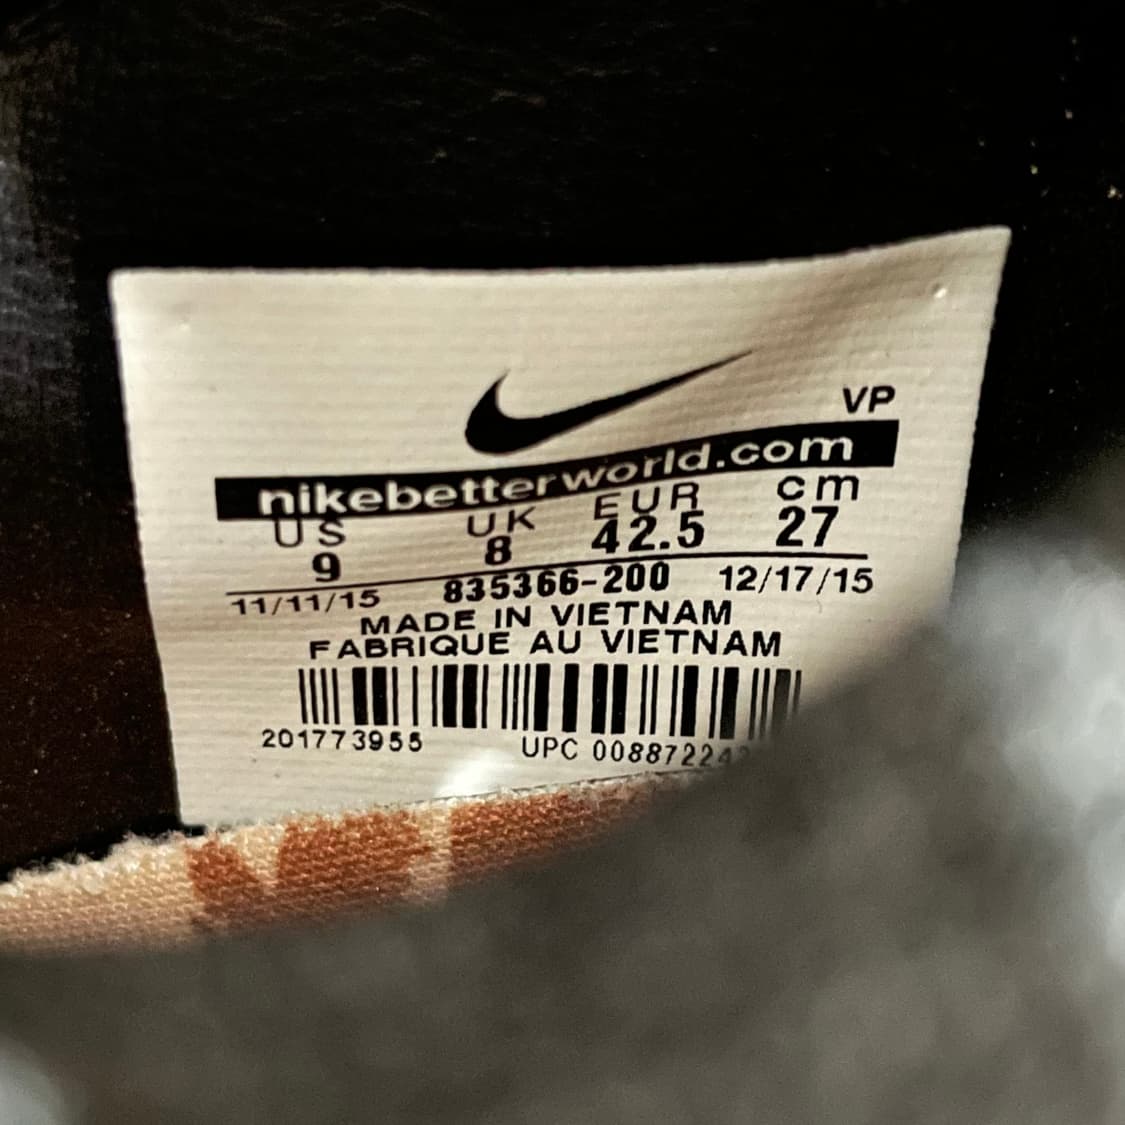 VP
nikebetterworld.com
US UK EUR cm
9 8 42.5 27
11/11/15 835366-200 12/17/15
MADE IN VIETNAM
FABRIQUE AU VIETNAM
201773955 UPC 00887224